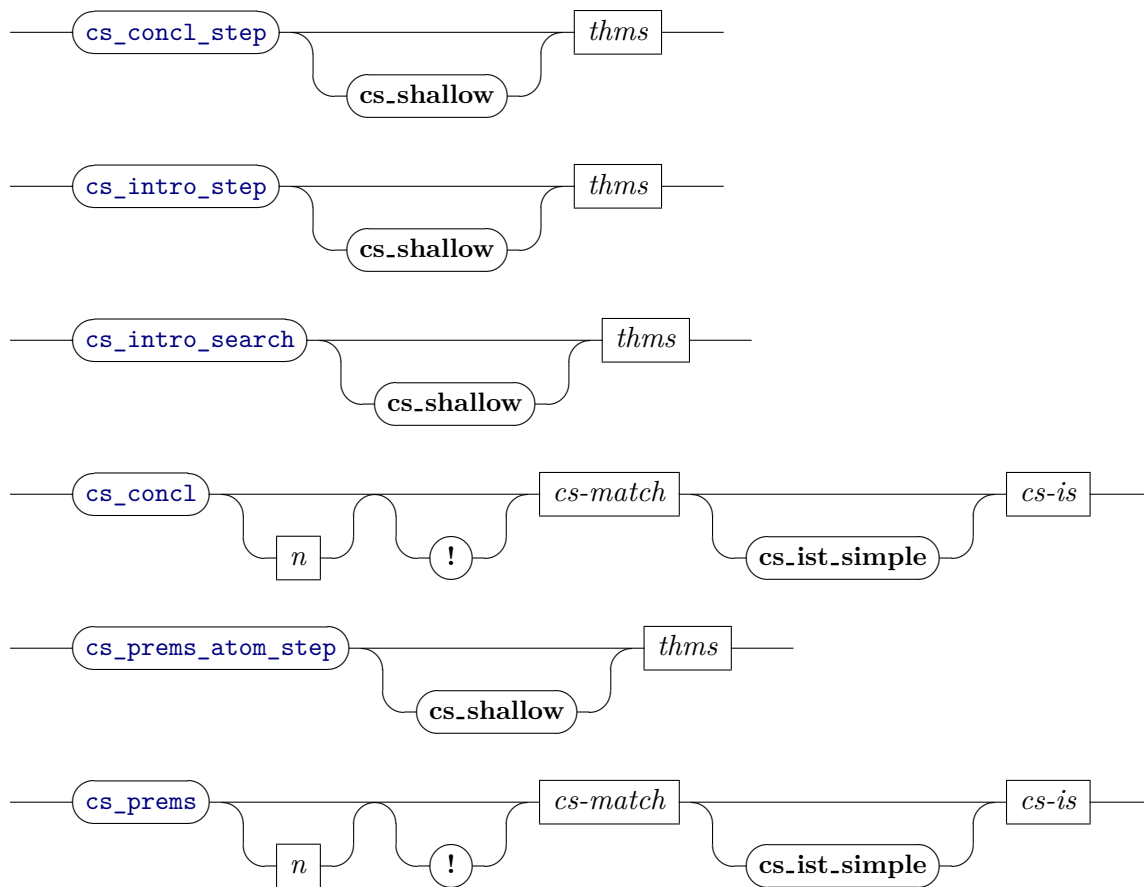 cs_concl_step thms
cs_shallow
cs_intro_step thms
cs_shallow
cs_intro_search thms
cs_shallow
cs_concl cs-match cs-is
n ! cs_ist_simple
cs_prems_atom_step thms
cs_shallow
cs_prems cs-match cs-is
n ! cs_ist_simple